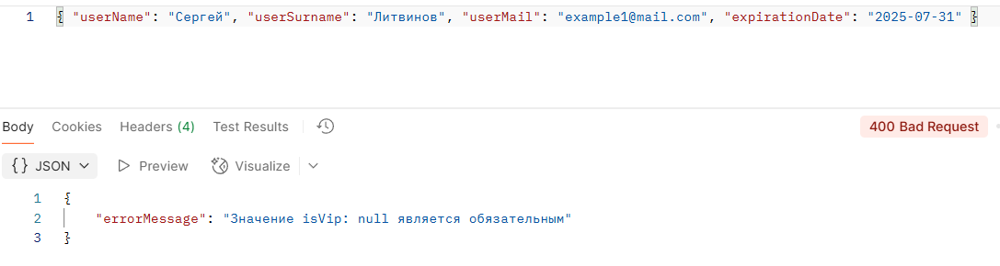 1 { "userName": "Сергей", "userSurname": "Литвинов", "userMail": "example1@mail.com", "expirationDate": "2025-07-31" }
Body Cookies Headers (4) Test Results 400 Bad Request
{} JSON Preview Visualize
1 {
2 "errorMessage": "Значение isVip: null является обязательным"
3 }